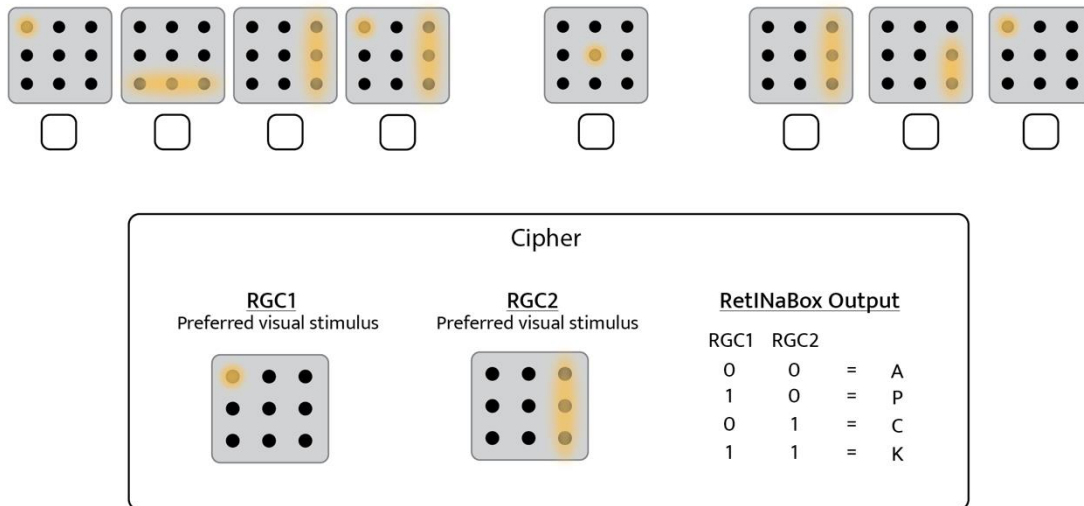 Cipher
RGC1 RGC2 RetINaBox Output
Preferred visual stimulus Preferred visual stimulus
RGC1 RGC2
0 0 = A
1 0 = P
0 1 = C
1 1 = K